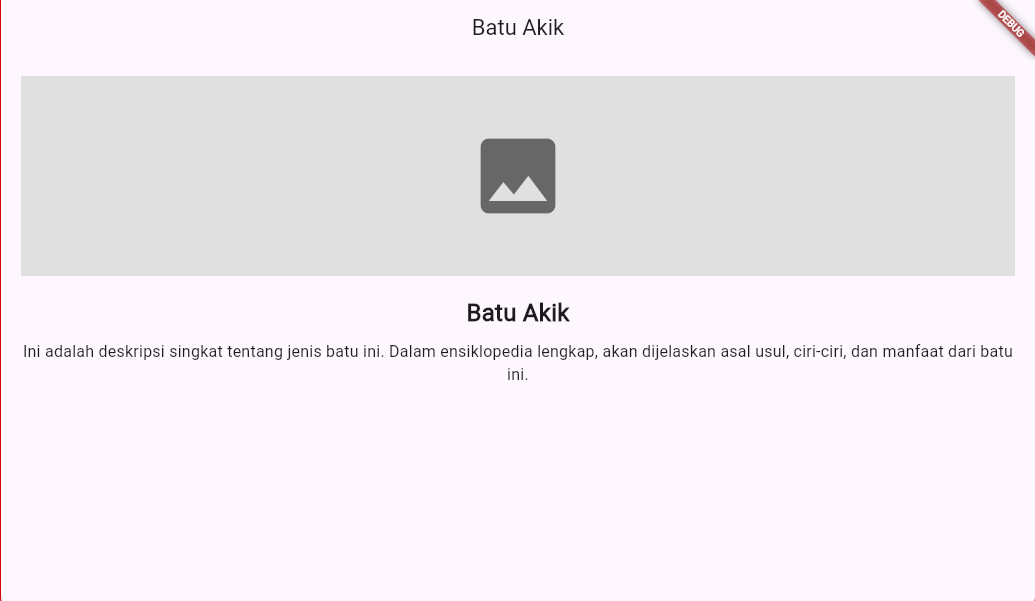 Batu Akik
DEBUG
Batu Akik
Ini adalah deskripsi singkat tentang jenis batu ini. Dalam ensiklopedia lengkap, akan dijelaskan asal usul, ciri-ciri, dan manfaat dari batu
ini.